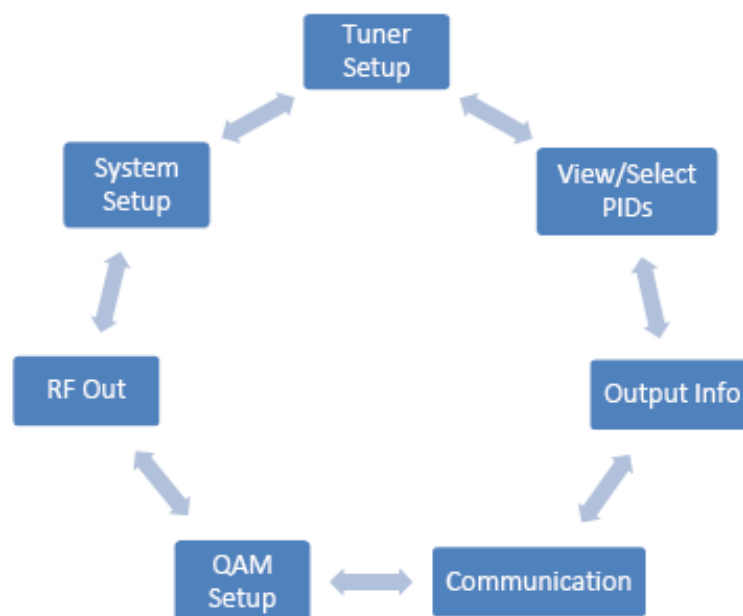 Tuner
Setup
System
Setup
View/Select
PIDs
RF Out
Output Info
QAM
Setup
Communication